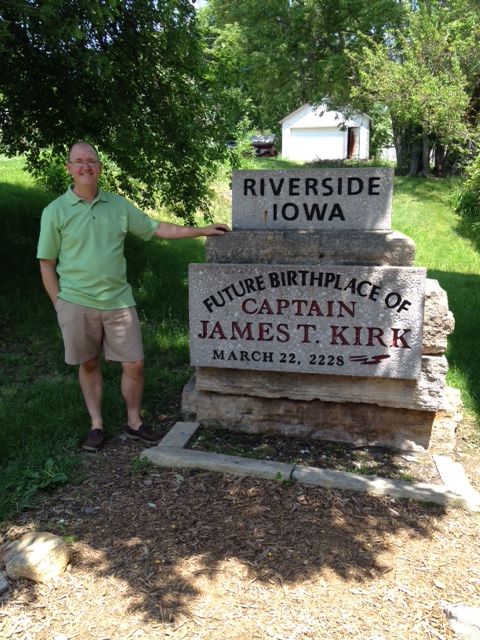 RIVERSIDE
IOWA
FUTURE BIRTHPLACE OF
CAPTAIN
JAMES T. KIRK
MARCH 22, 2228